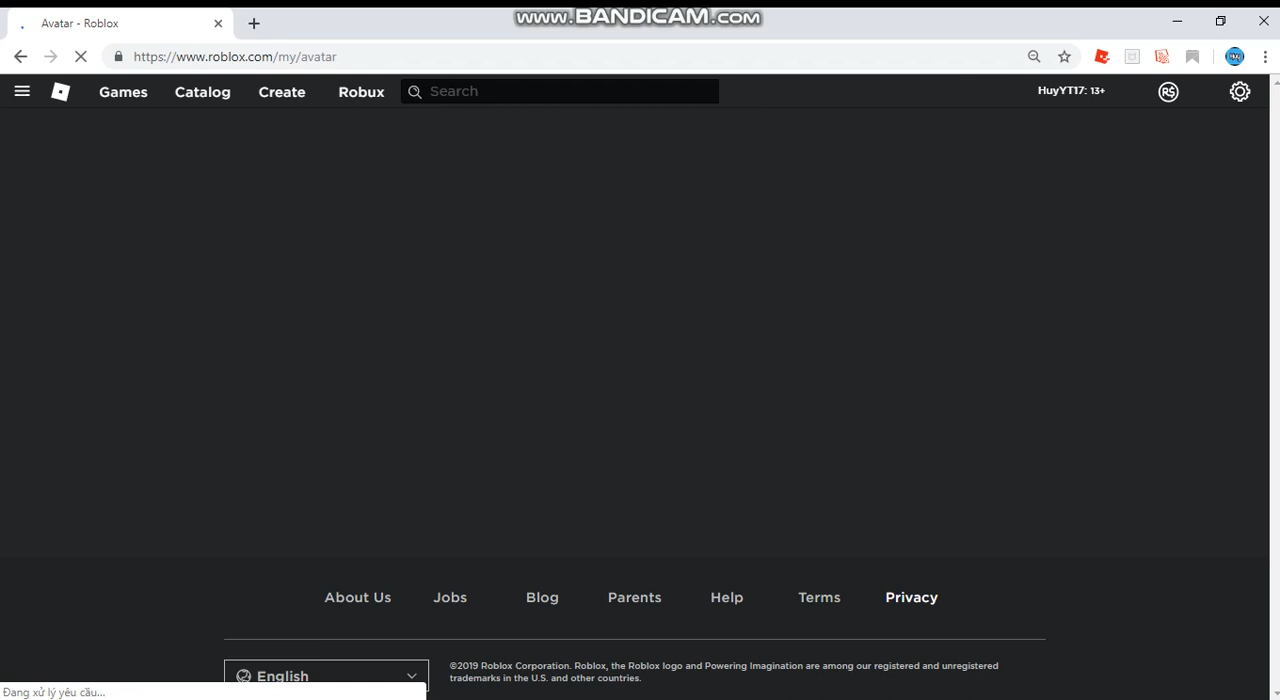 www.BANDICAM.com
Avatar - Roblox
https://www.roblox.com/my/avatar
Games Catalog Create Robux Search HuyYT17: 13+
About Us Jobs Blog Parents Help Terms Privacy
English
©2019 Roblox Corporation. Roblox, the Roblox logo and Powering Imagination are among our registered and unregistered
trademarks in the U.S. and other countries.
Đang xử lý yêu cầu...